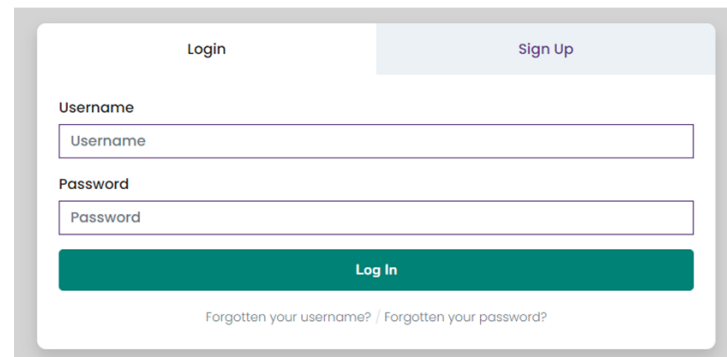 Login Sign Up
Username
Username
Password
Password
Log In
Forgotten your username? / Forgotten your password?